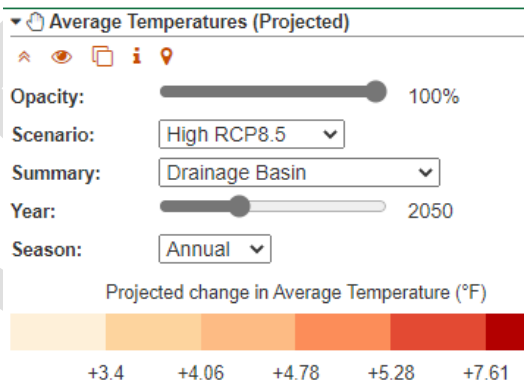 Average Temperatures (Projected)
i
Opacity: 100%
Scenario: High RCP8.5
Summary: Drainage Basin
Year: 2050
Season: Annual
Projected change in Average Temperature (°F)
+3.4 +4.06 +4.78 +5.28 +7.61